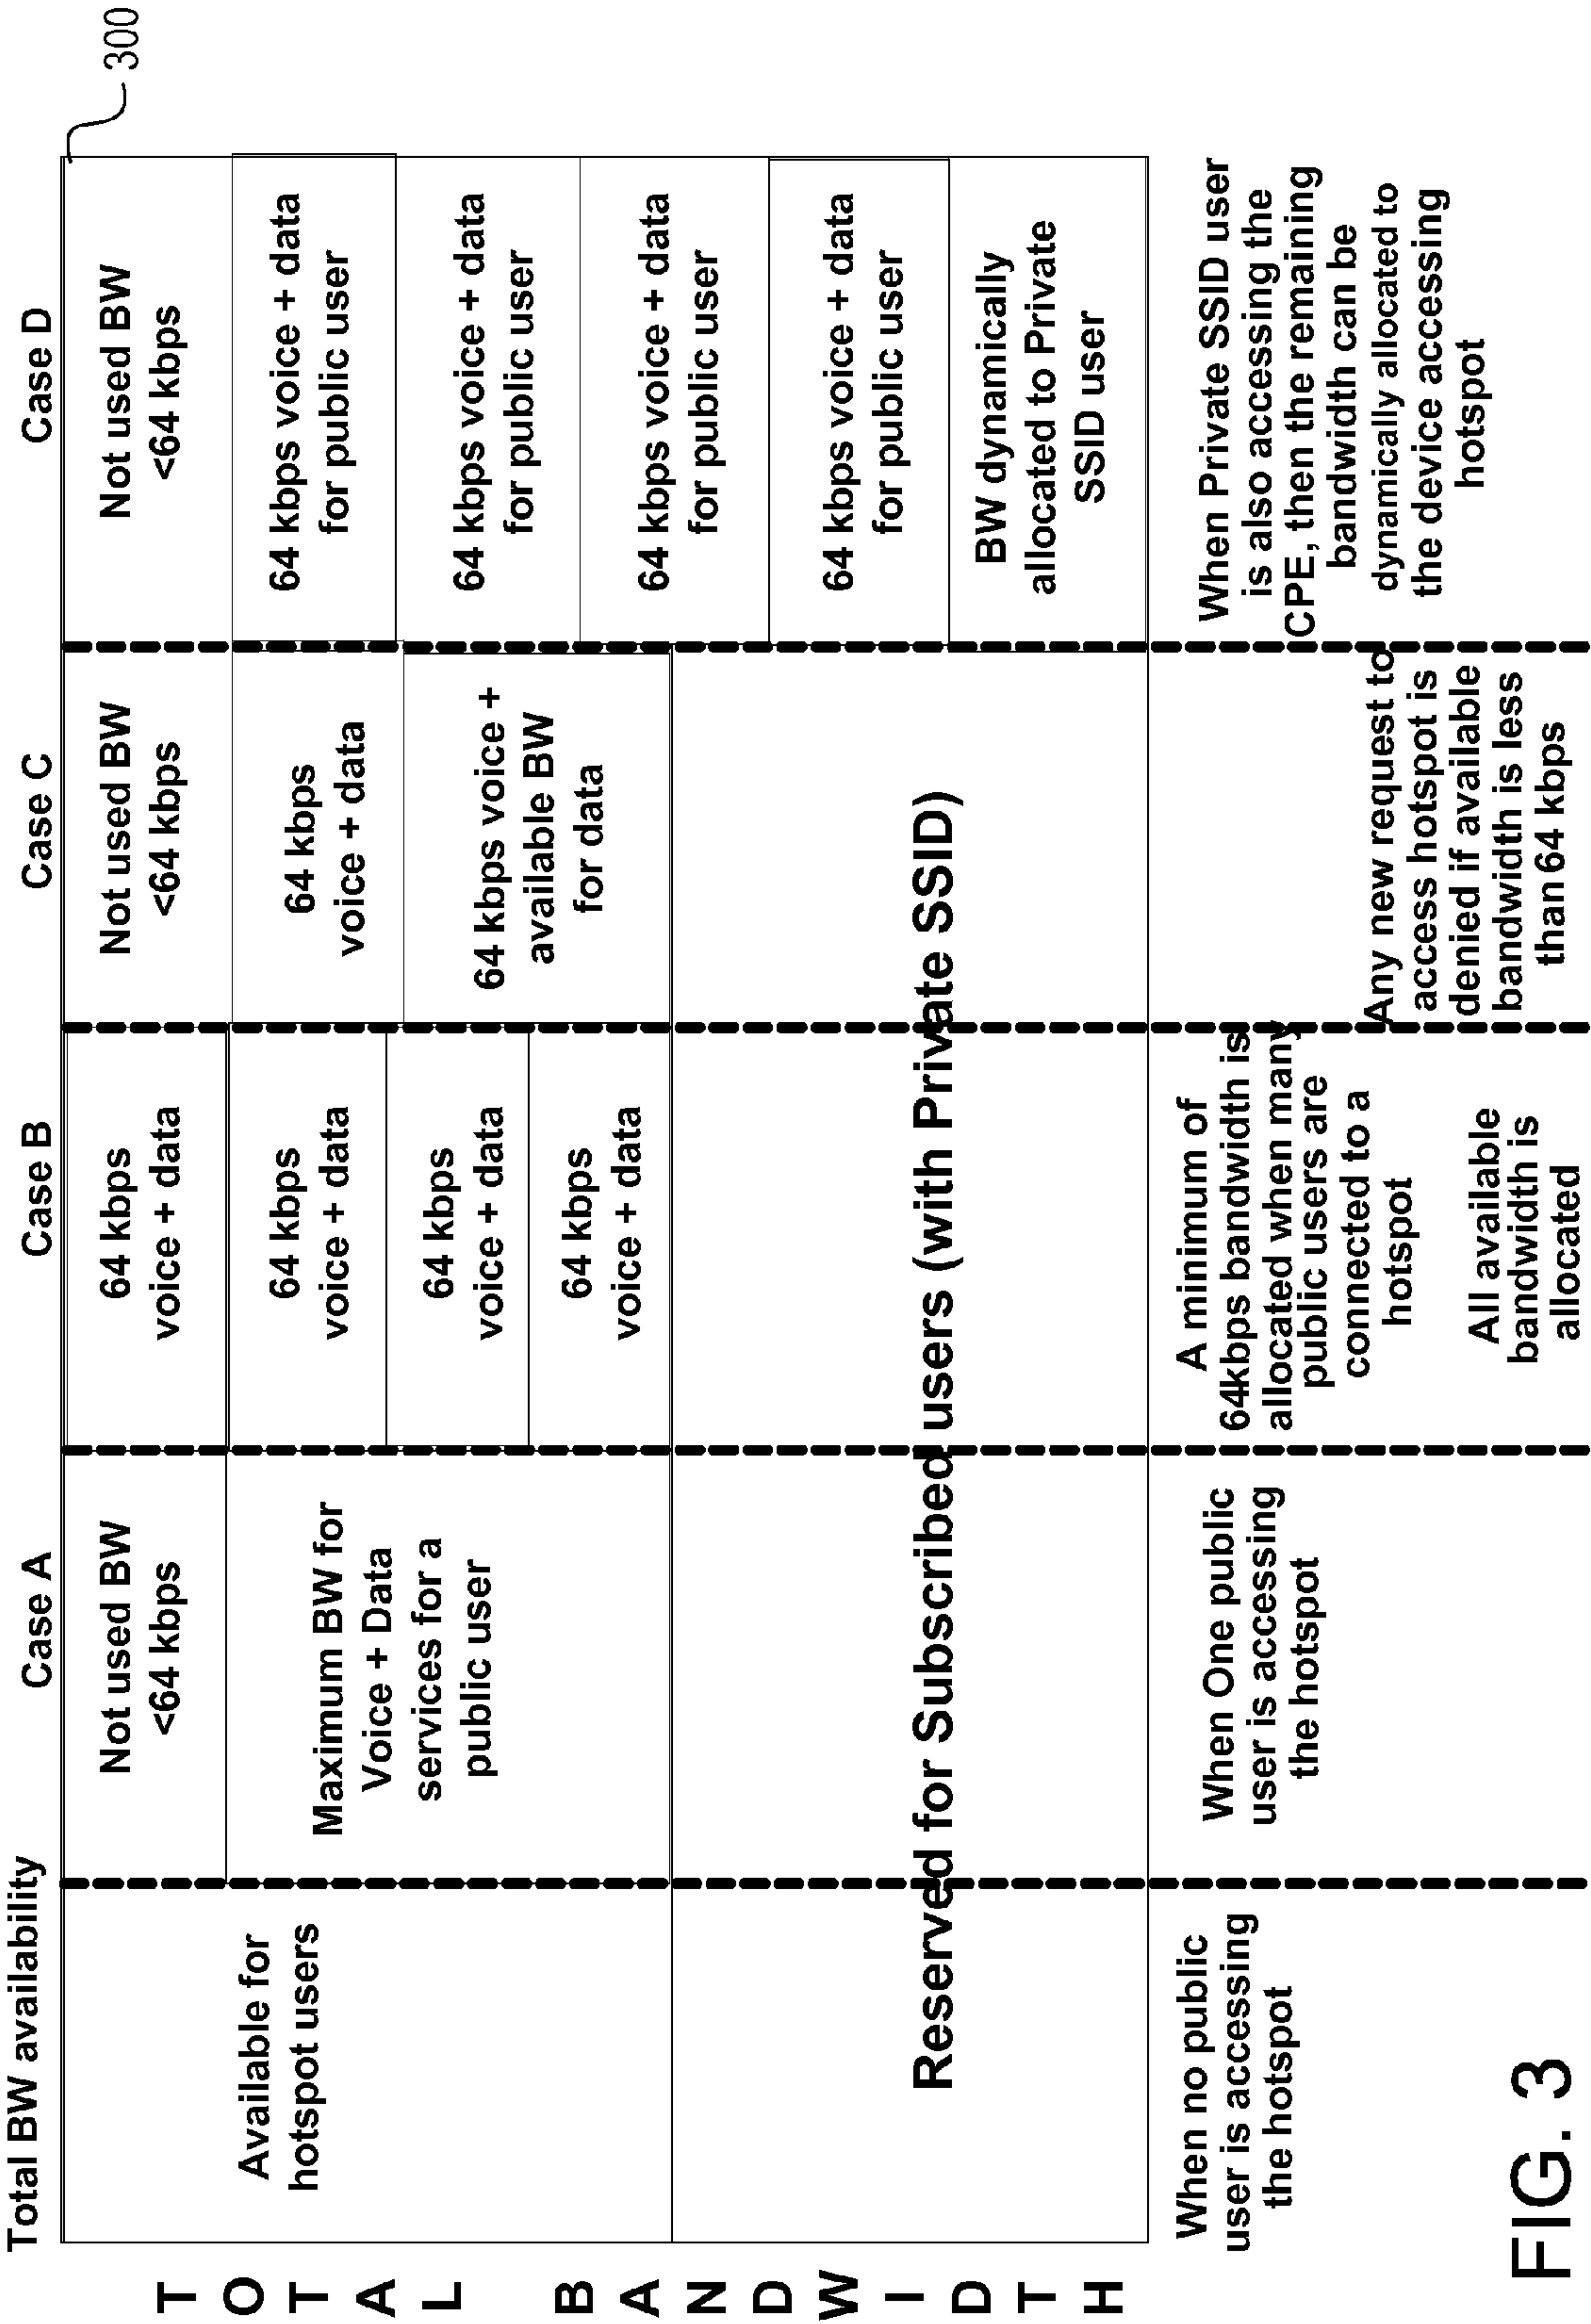 300
Total BW availability
Case A
Case B
Case C
Case D
TOTAL BANDWIDTH
Available for
hotspot users
Not used BW
<64 kbps
Maximum BW for
Voice + Data
services for a
public user
64 kbps
voice + data
64 kbps
voice + data
64 kbps
voice + data
64 kbps
voice + data
Not used BW
<64 kbps
64 kbps
voice + data
64 kbps voice +
available BW
for data
Not used BW
<64 kbps
64 kbps voice + data
for public user
64 kbps voice + data
for public user
64 kbps voice + data
for public user
64 kbps voice + data
for public user
BW dynamically
allocated to Private
SSID user
Reserved for Subscribed users (with Private SSID)
When no public
user is accessing
the hotspot
When One public
user is accessing
the hotspot
A minimum of
64kbps bandwidth is
allocated when many
public users are
connected to a
hotspot
All available
bandwidth is
allocated
Any new request to
access hotspot is
denied if available
bandwidth is less
than 64 kbps
When Private SSID user
is also accessing the
CPE, then the remaining
bandwidth can be
dynamically allocated to
the device accessing
hotspot
FIG. 3